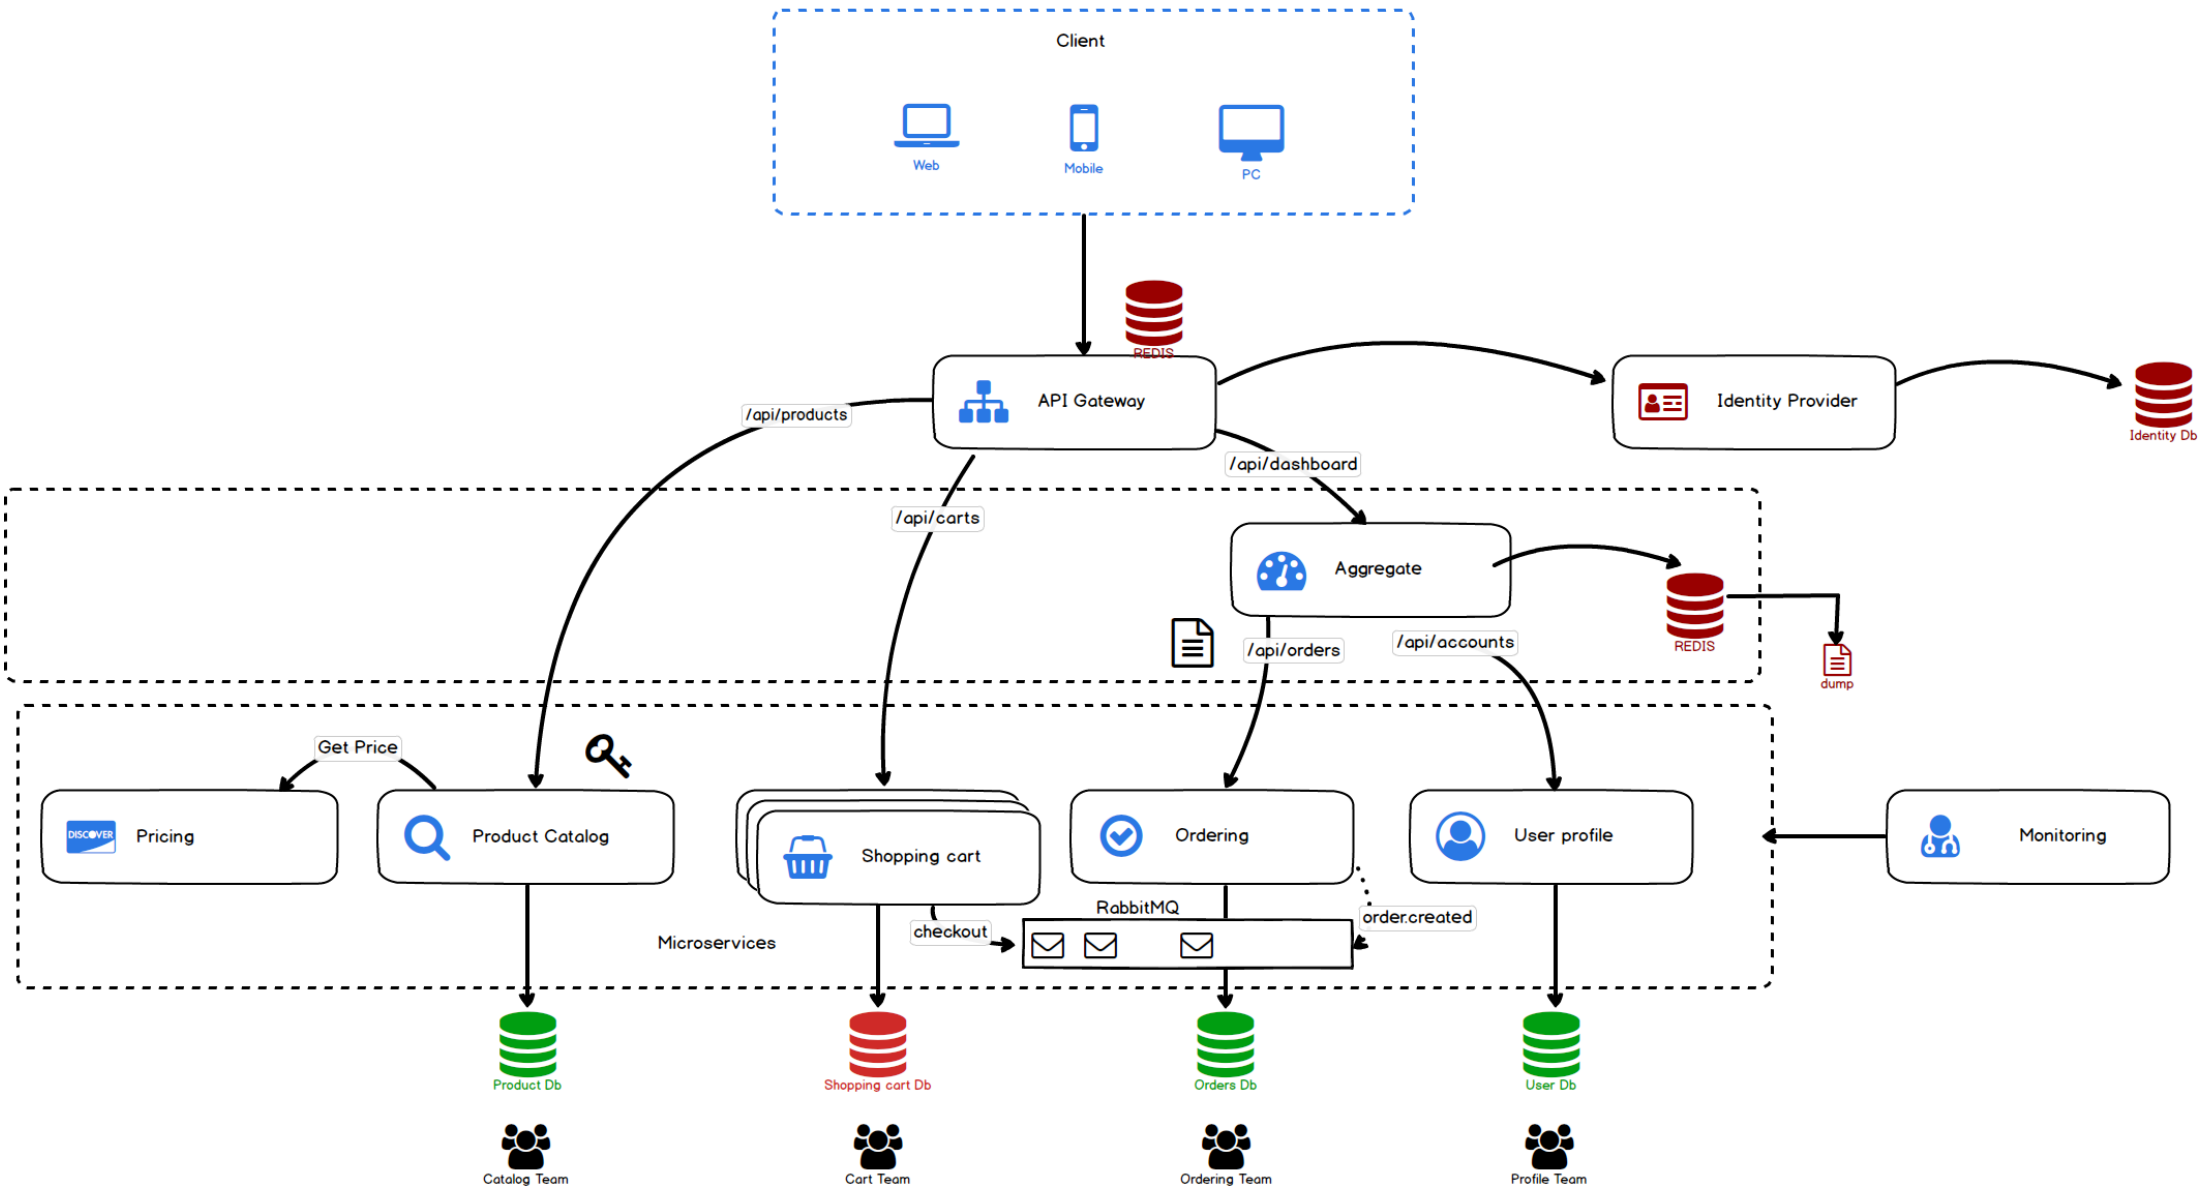 Client
Web
Mobile
PC
REDIS
API Gateway
Identity Provider
Identity Db
/api/products
/api/dashboard
/api/carts
Aggregate
REDIS
dump
/api/orders
/api/accounts
Get Price
DISCOVER
Pricing
Product Catalog
Shopping cart
Ordering
User profile
Monitoring
RabbitMQ
order.created
checkout
Microservices
Product Db
Shopping cart Db
Orders Db
User Db
Catalog Team
Cart Team
Ordering Team
Profile Team